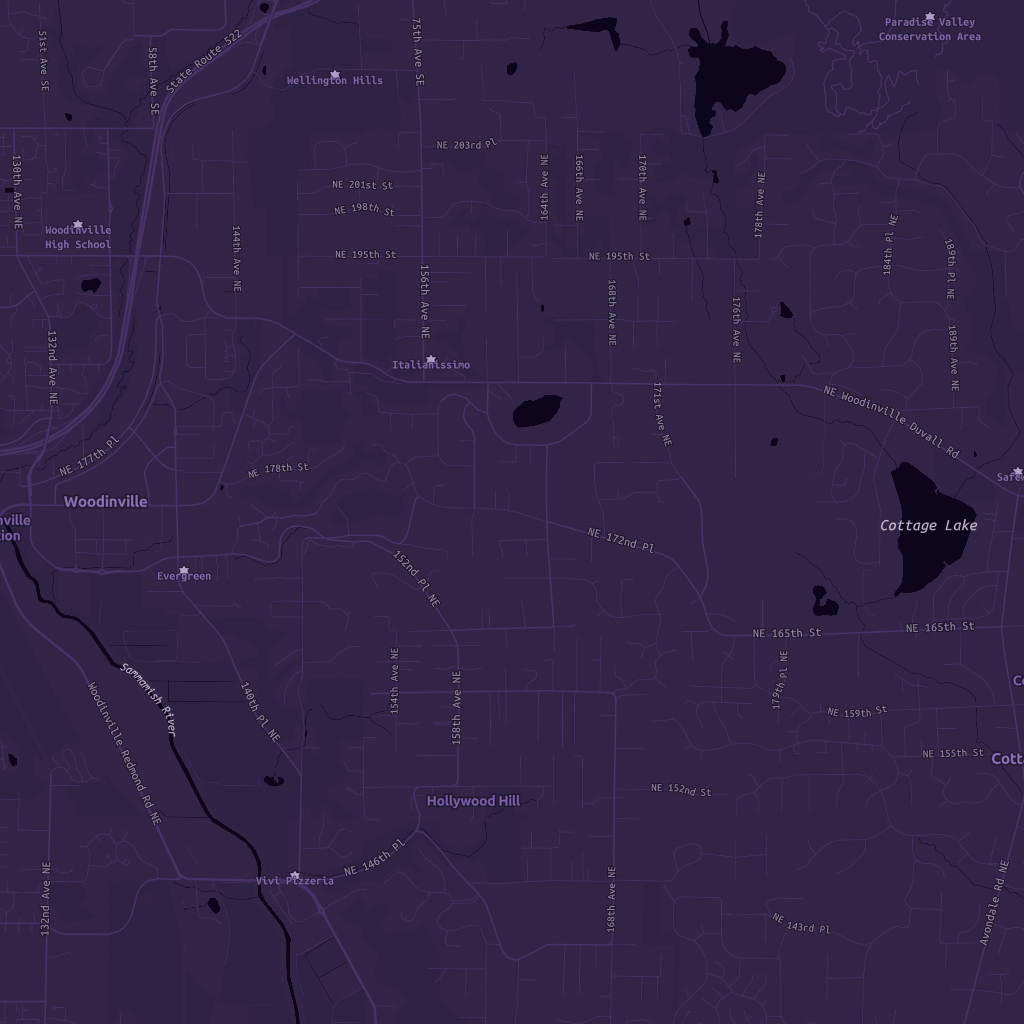 Paradise Valley
Conservation Area
51st Ave SE
58th Ave SE
State Route 522
75th Ave SE
Wellington Hills
NE 203rd Pl
130th Ave NE
NE 201st St
NE 198th St
164th Ave NE
166th Ave NE
170th Ave NE
178th Ave NE
Woodinville
High School
144th Ave NE
NE 195th St
NE 195th St
184th Pl NE
189th Pl NE
156th Ave NE
168th Ave NE
176th Ave NE
132nd Ave NE
189th Ave NE
Italianissimo
171st Ave NE
NE Woodinville Duvall Rd
NE 177th Pl
NE 178th St
Woodinville
Cottage Lake
NE 172nd Pl
Evergreen
152nd Pl NE
NE 165th St
NE 165th St
Sammamish River
154th Ave NE
158th Ave NE
179th Pl NE
140th Pl NE
Woodinville Redmond Rd NE
NE 159th St
NE 155th St
Hollywood Hill
NE 152nd St
NE 146th Pl
Vivi Pizzeria
132nd Ave NE
168th Ave NE
NE 143rd Pl
Avondale Rd NE